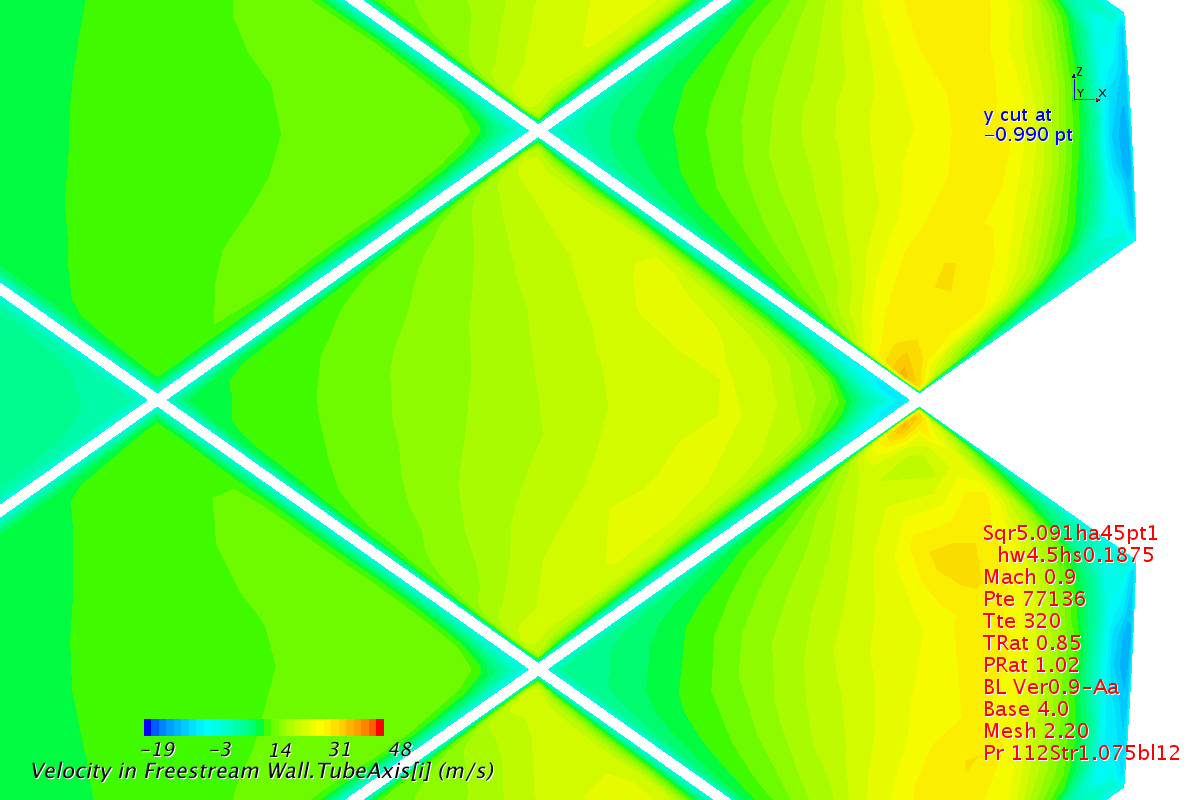 Z
Y X
y cut at
−0.990 pt
Sqr5.091ha45pt1
hw4.5hs0.1875
Mach 0.9
Pte 77136
Tte 320
TRat 0.85
PRat 1.02
BL Ver0.9−Aa
Base 4.0
Mesh 2.20
Pr 112Str1.075bl12
−19 −3 14 31 48
Velocity in Freestream Wall.TubeAxis[i] (m/s)